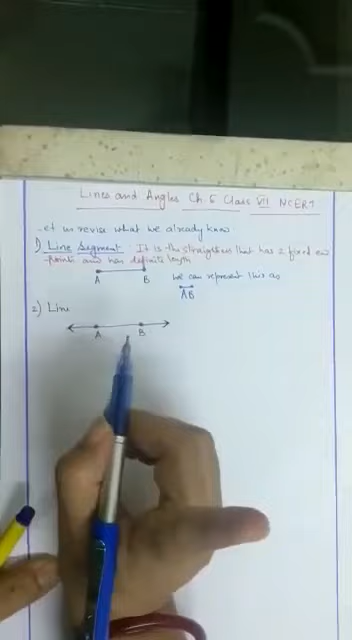 Lines and Angles Ch. 5 Class VII NCERT
Let us revise what we already know.
1) Line Segment - It is the straight line that has 2 fixed end
points and has definite length
A B we can represent this as
AB
2) Line
A B